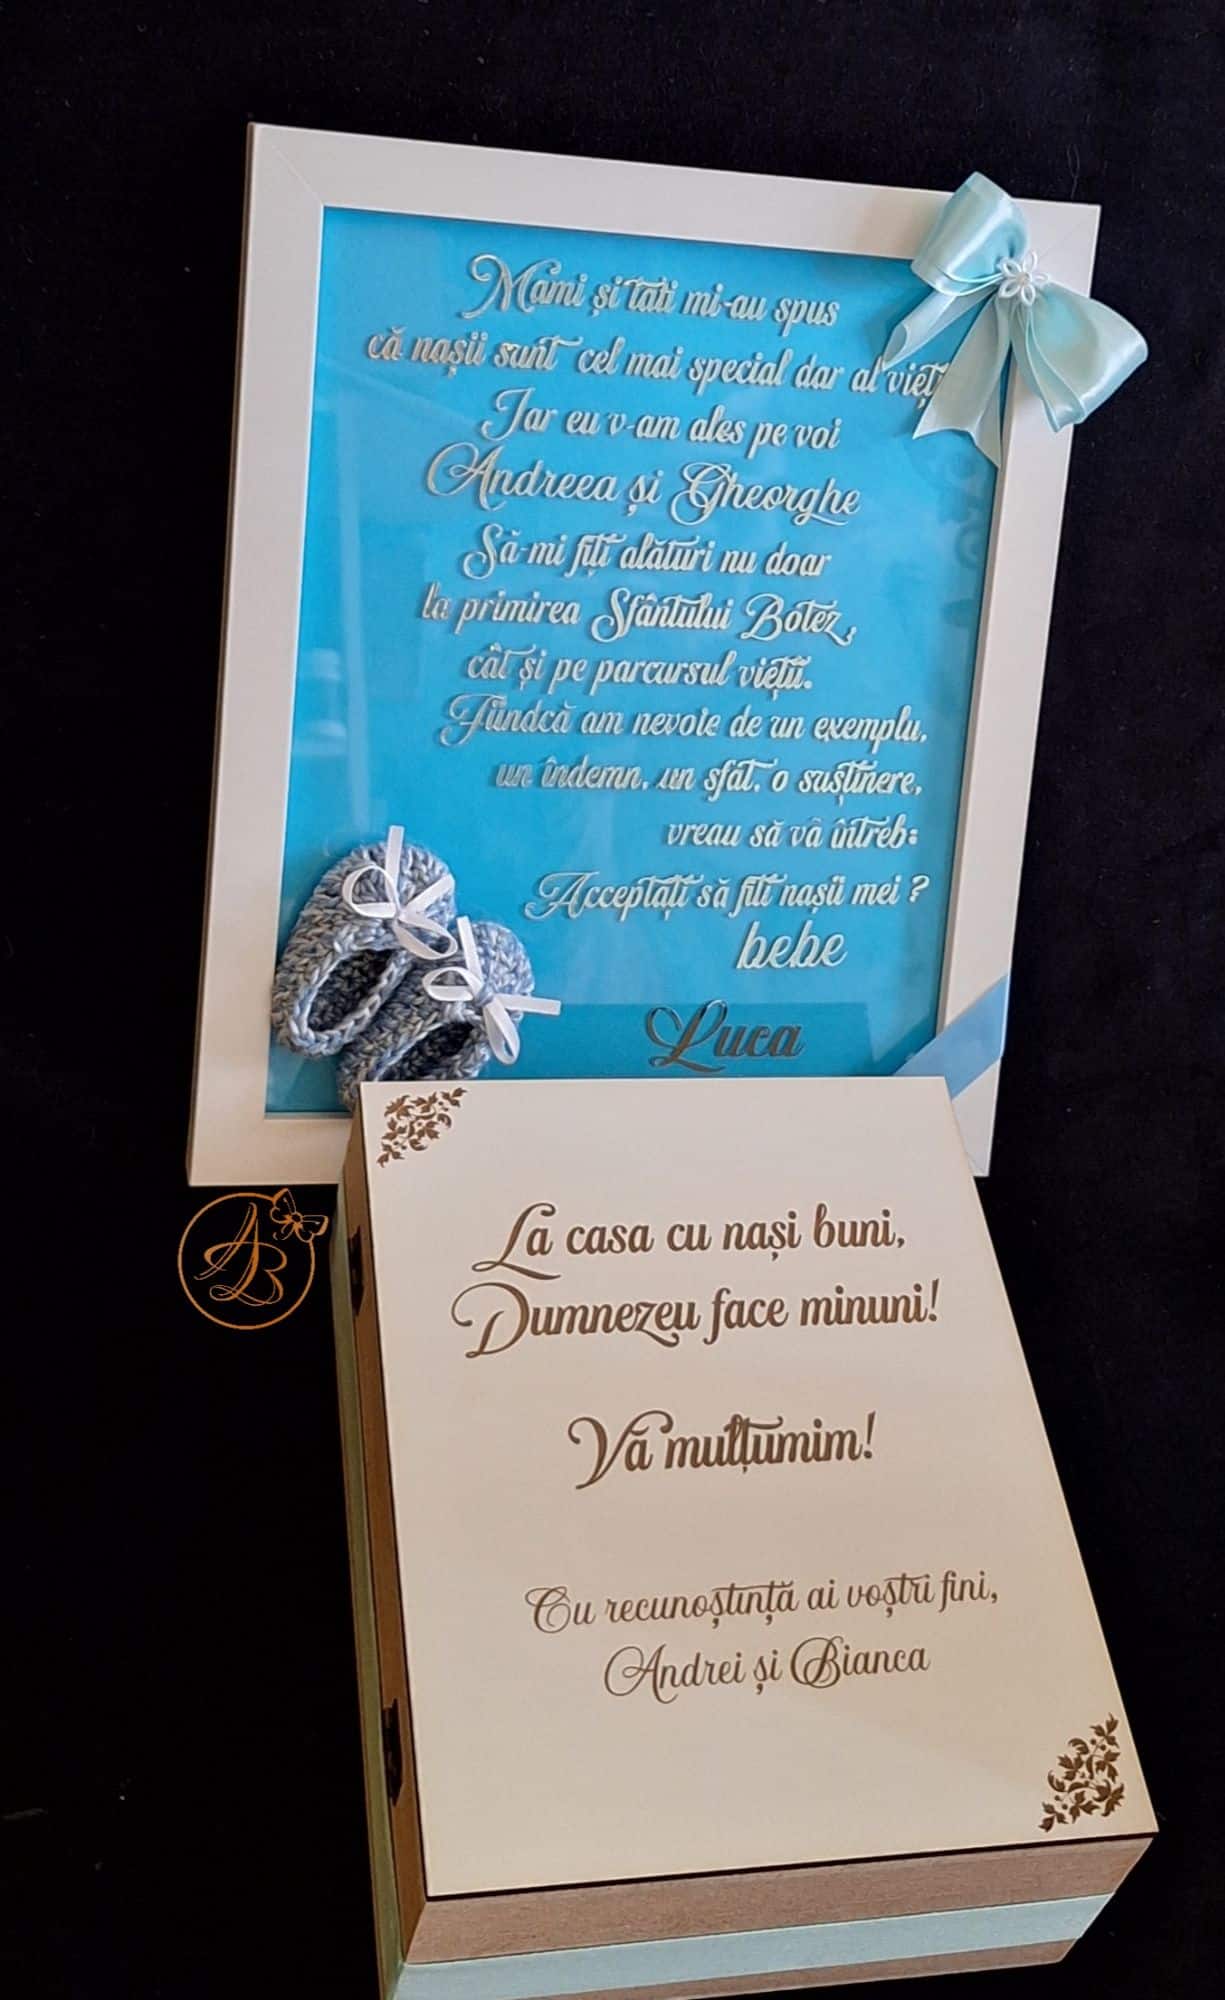 Mami și tati mi-au spus
că nașii sunt cel mai special dar al
Iar eu v-am ales pe voi
Andreea și Gheorghe
Să-mi fiți alături nu doar
la primirea Sfântului Botez,
cât și pe parcursul vieții.
Fiindcă am nevoie de un exemplu,
un îndemn, un sfat, o susținere,
vreau să vă întreb:
Acceptați să fiti nașii mei ?
bebe
Luca
AB
La casa cu nași buni,
Dumnezeu face minuni!
Vă mulțumim!
Cu recunoștință ai voștri fini,
Andrei și Bianca